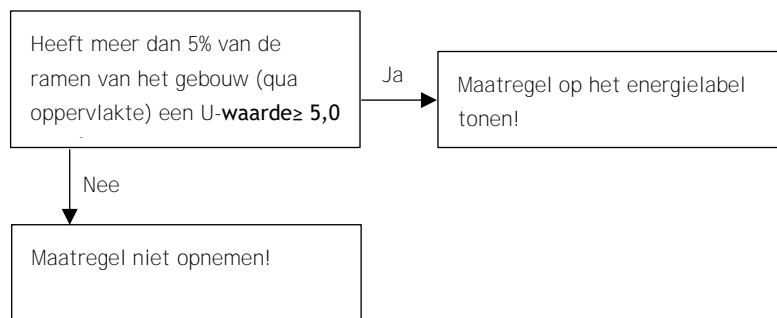 Heeft meer dan 5% van de
ramen van het gebouw (qua
oppervlakte) een U-waarde≥ 5,0
Ja
Maatregel op het energielabel
tonen!
Nee
Maatregel niet opnemen!